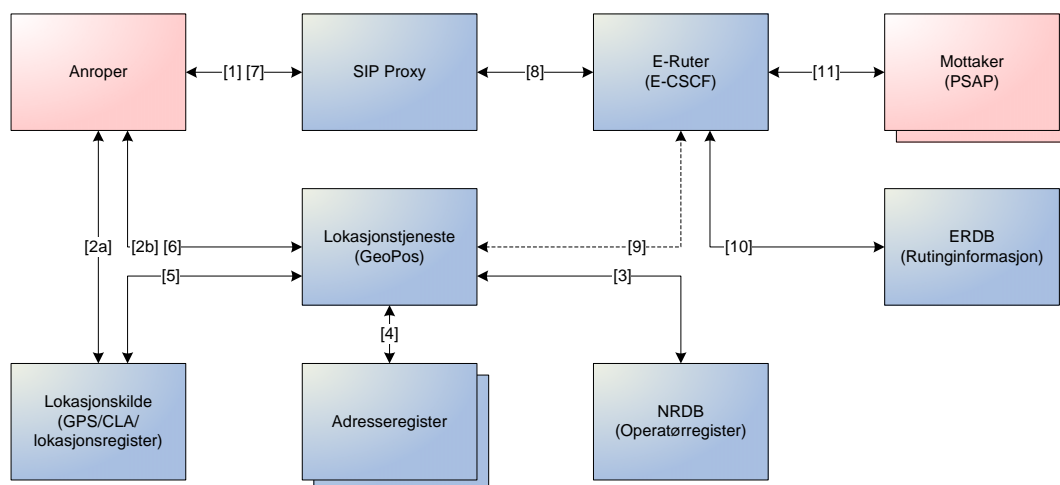 Anroper
[1] [7]
SIP Proxy
[8]
E-Ruter
(E-CSCF)
[11]
Mottaker
(PSAP)
[2a]
[2b] [6]
[5]
Lokasjonstjeneste
(GeoPos)
[9]
[3]
[10]
ERDB
(Rutinginformasjon)
[4]
Lokasjonskilde
(GPS/CLA/
lokasjonsregister)
Adresseregister
NRDB
(Operatørregister)